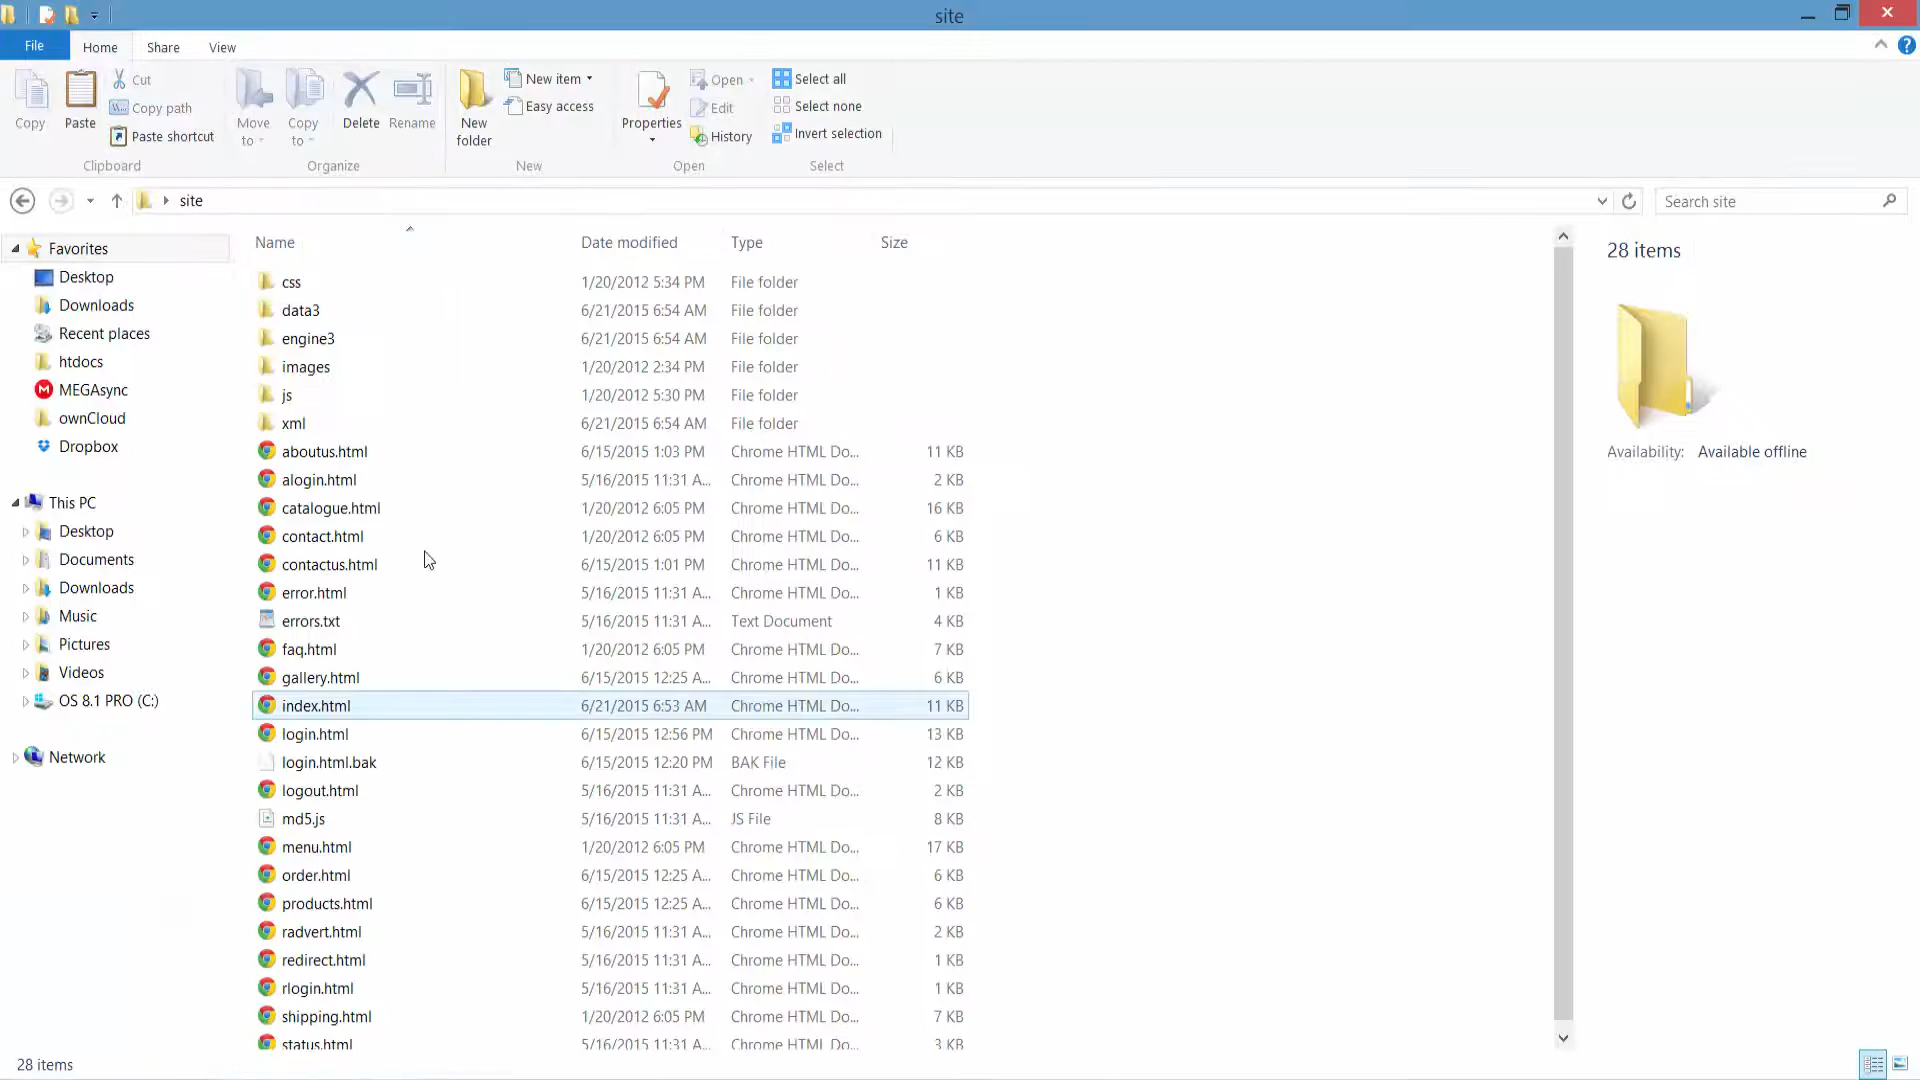 site
File Home Share View
Copy
Paste
Cut
Copy path
Paste shortcut
Clipboard
Move to
Copy to
Delete
Rename
Organize
New folder
New item
Easy access
New
Properties
Open
Edit
History
Open
Select all
Select none
Invert selection
Select
site
Search site
Favorites
Desktop
Downloads
Recent places
htdocs
MEGAsync
ownCloud
Dropbox
This PC
Desktop
Documents
Downloads
Music
Pictures
Videos
OS 8.1 PRO (C:)
Network
Name Date modified Type Size
css 1/20/2012 5:34 PM File folder
data3 6/21/2015 6:54 AM File folder
engine3 6/21/2015 6:54 AM File folder
images 1/20/2012 2:34 PM File folder
js 1/20/2012 5:30 PM File folder
xml 6/21/2015 6:54 AM File folder
aboutus.html 6/15/2015 1:03 PM Chrome HTML Do... 11 KB
alogin.html 5/16/2015 11:31 A... Chrome HTML Do... 2 KB
catalogue.html 1/20/2012 6:05 PM Chrome HTML Do... 16 KB
contact.html 1/20/2012 6:05 PM Chrome HTML Do... 6 KB
contactus.html 6/15/2015 1:01 PM Chrome HTML Do... 11 KB
error.html 5/16/2015 11:31 A... Chrome HTML Do... 1 KB
errors.txt 5/16/2015 11:31 A... Text Document 4 KB
faq.html 1/20/2012 6:05 PM Chrome HTML Do... 7 KB
gallery.html 6/15/2015 12:25 A... Chrome HTML Do... 6 KB
index.html 6/21/2015 6:53 AM Chrome HTML Do... 11 KB
login.html 6/15/2015 12:56 PM Chrome HTML Do... 13 KB
login.html.bak 6/15/2015 12:20 PM BAK File 12 KB
logout.html 5/16/2015 11:31 A... Chrome HTML Do... 2 KB
md5.js 5/16/2015 11:31 A... JS File 8 KB
menu.html 1/20/2012 6:05 PM Chrome HTML Do... 17 KB
order.html 6/15/2015 12:25 A... Chrome HTML Do... 6 KB
products.html 6/15/2015 12:25 A... Chrome HTML Do... 6 KB
radvert.html 5/16/2015 11:31 A... Chrome HTML Do... 2 KB
redirect.html 5/16/2015 11:31 A... Chrome HTML Do... 1 KB
rlogin.html 5/16/2015 11:31 A... Chrome HTML Do... 1 KB
shipping.html 1/20/2012 6:05 PM Chrome HTML Do... 7 KB
status.html 5/16/2015 11:31 A... Chrome HTML Do... 3 KB
28 items
Availability: Available offline
28 items